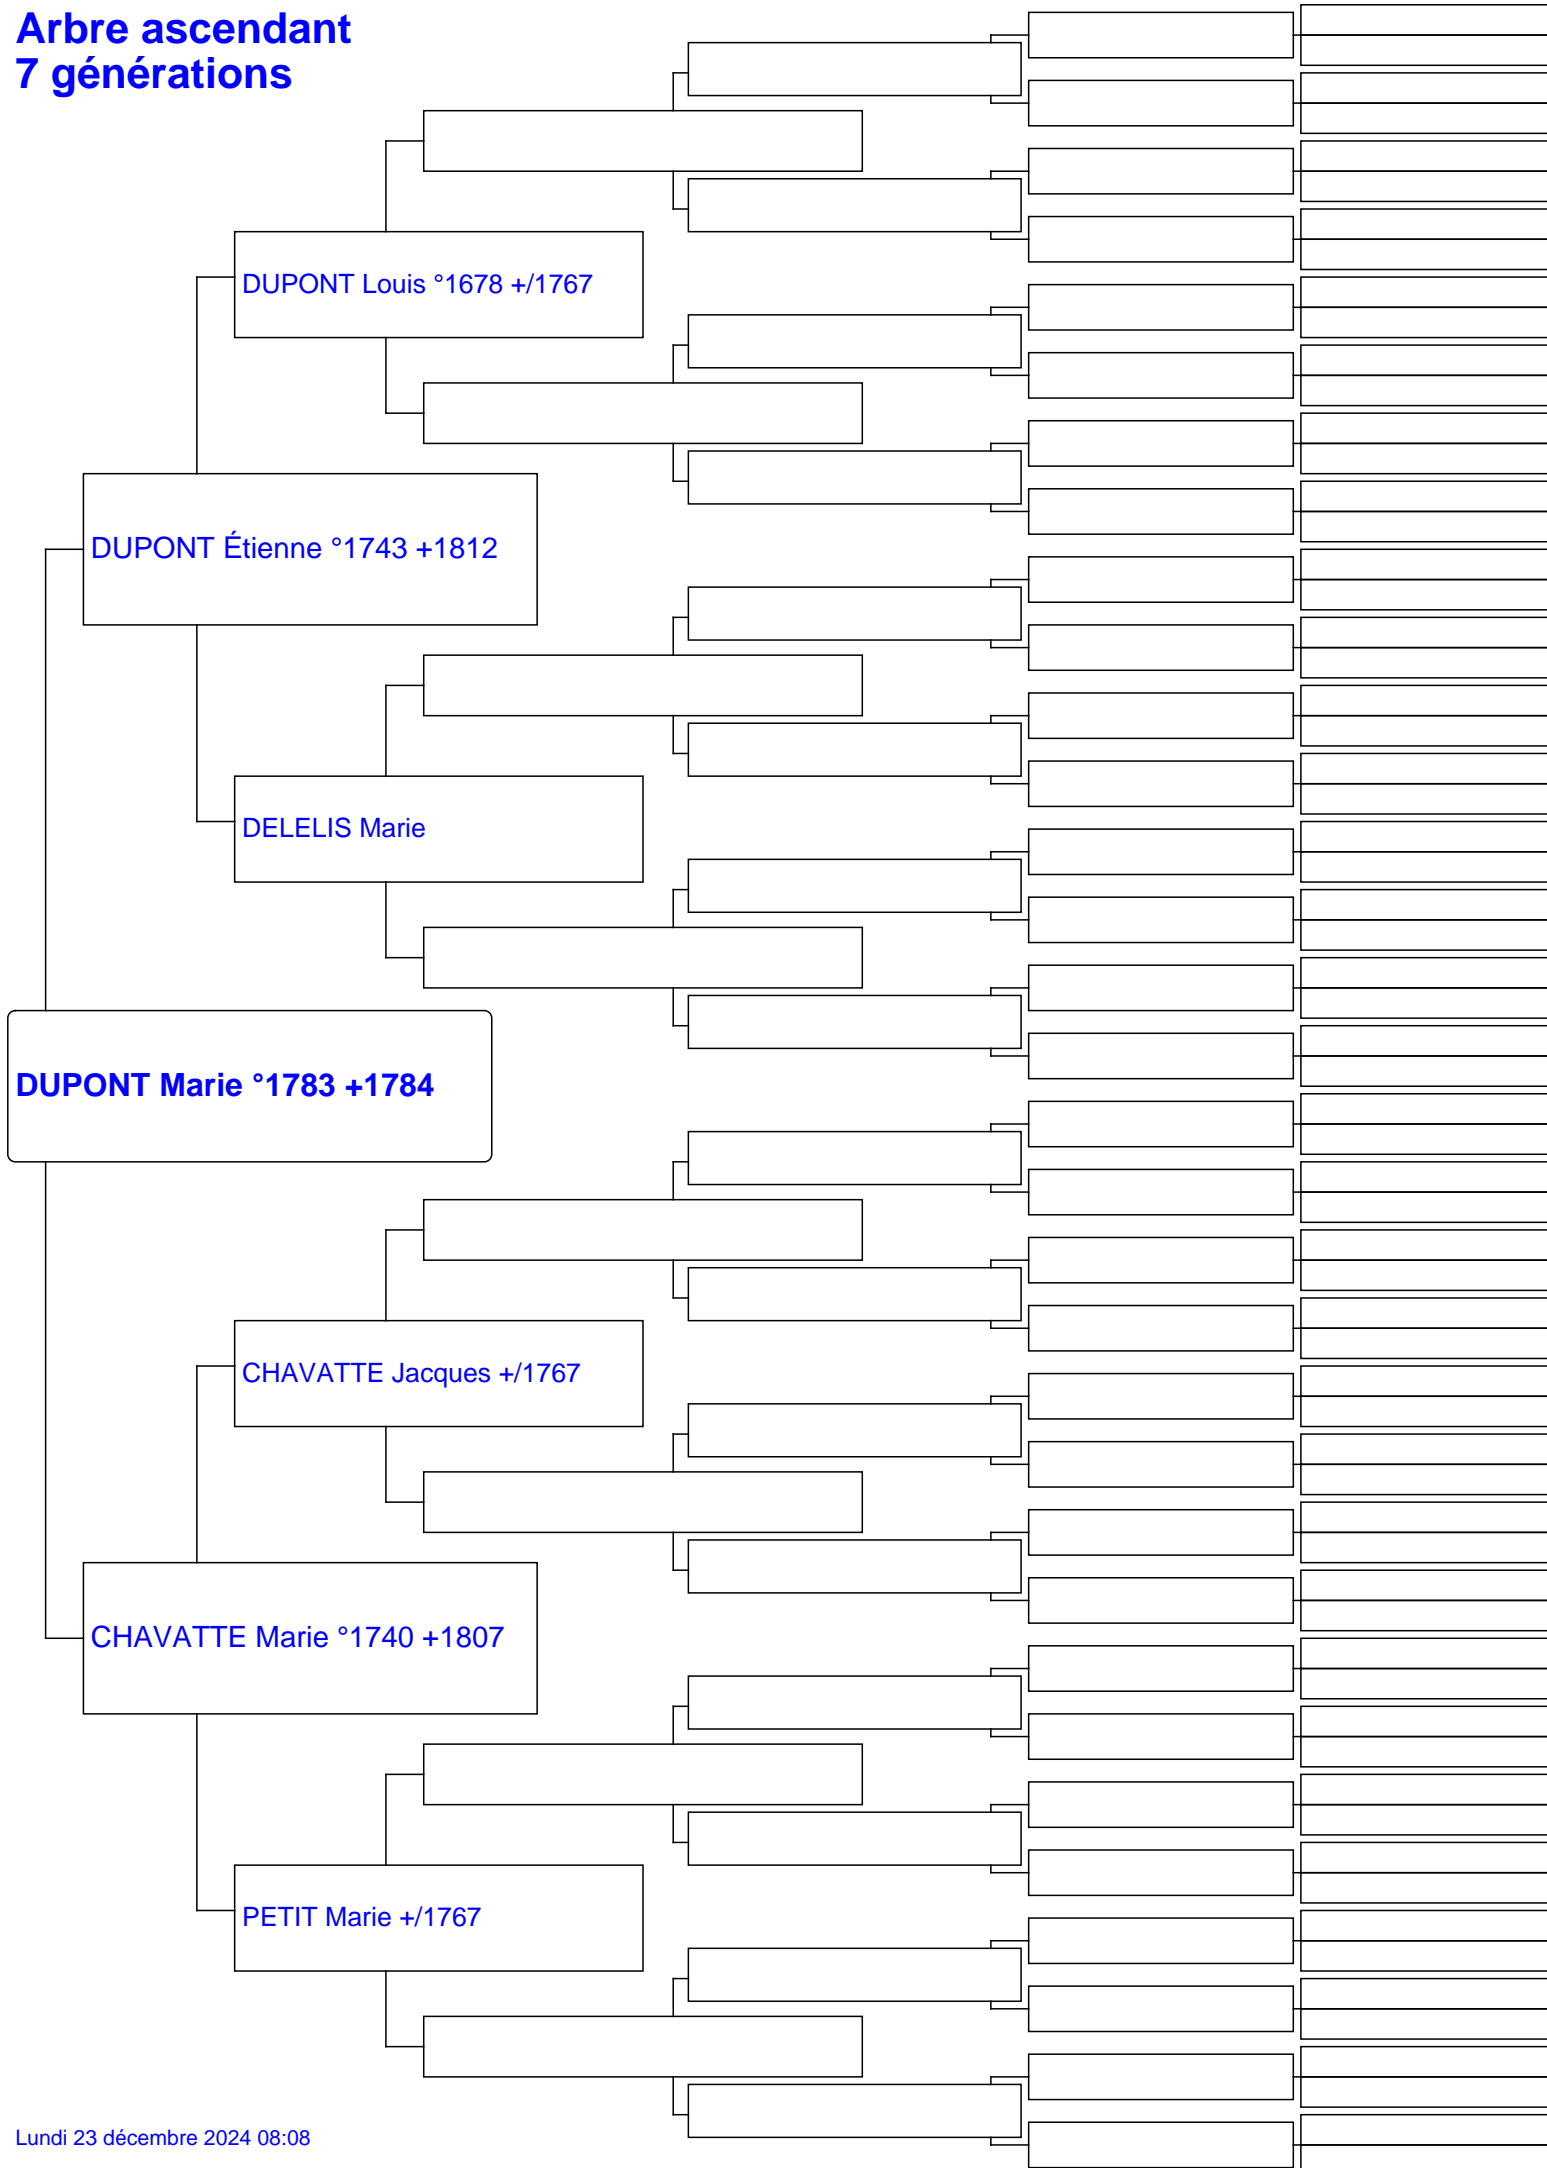 Arbre ascendant
7 générations
DUPONT Louis °1678 +/1767
DUPONT Étienne °1743 +1812
DELELIS Marie
DUPONT Marie °1783 +1784
CHAVATTE Jacques +/1767
CHAVATTE Marie °1740 +1807
PETIT Marie +/1767
Lundi 23 décembre 2024 08:08